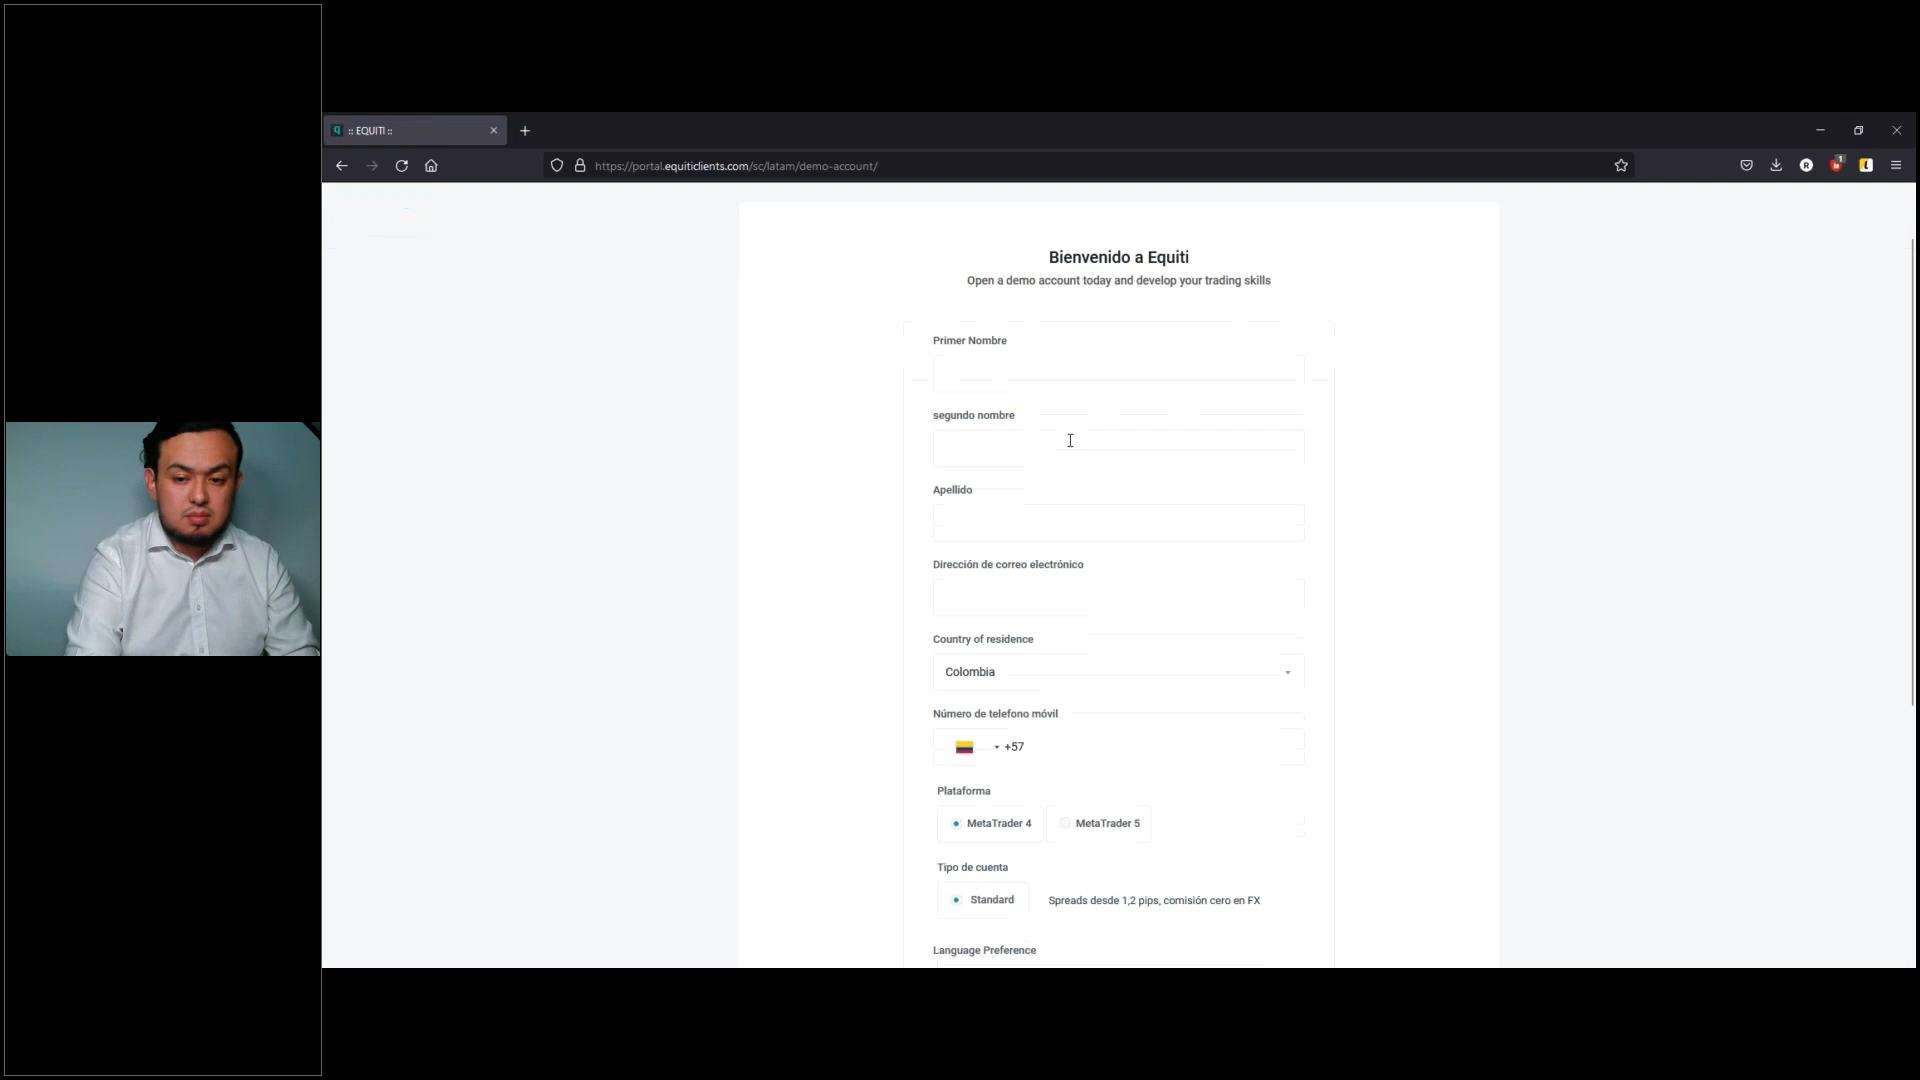 :: EQUITI ::
https://portal.equiticlients.com/sc/latam/demo-account/
1
Bienvenido a Equiti
Open a demo account today and develop your trading skills
Primer Nombre
segundo nombre
Apellido
Dirección de correo electrónico
Country of residence
Colombia
Número de telefono móvil
+57
Plataforma
MetaTrader 4 MetaTrader 5
Tipo de cuenta
Standard Spreads desde 1,2 pips, comisión cero en FX
Language Preference